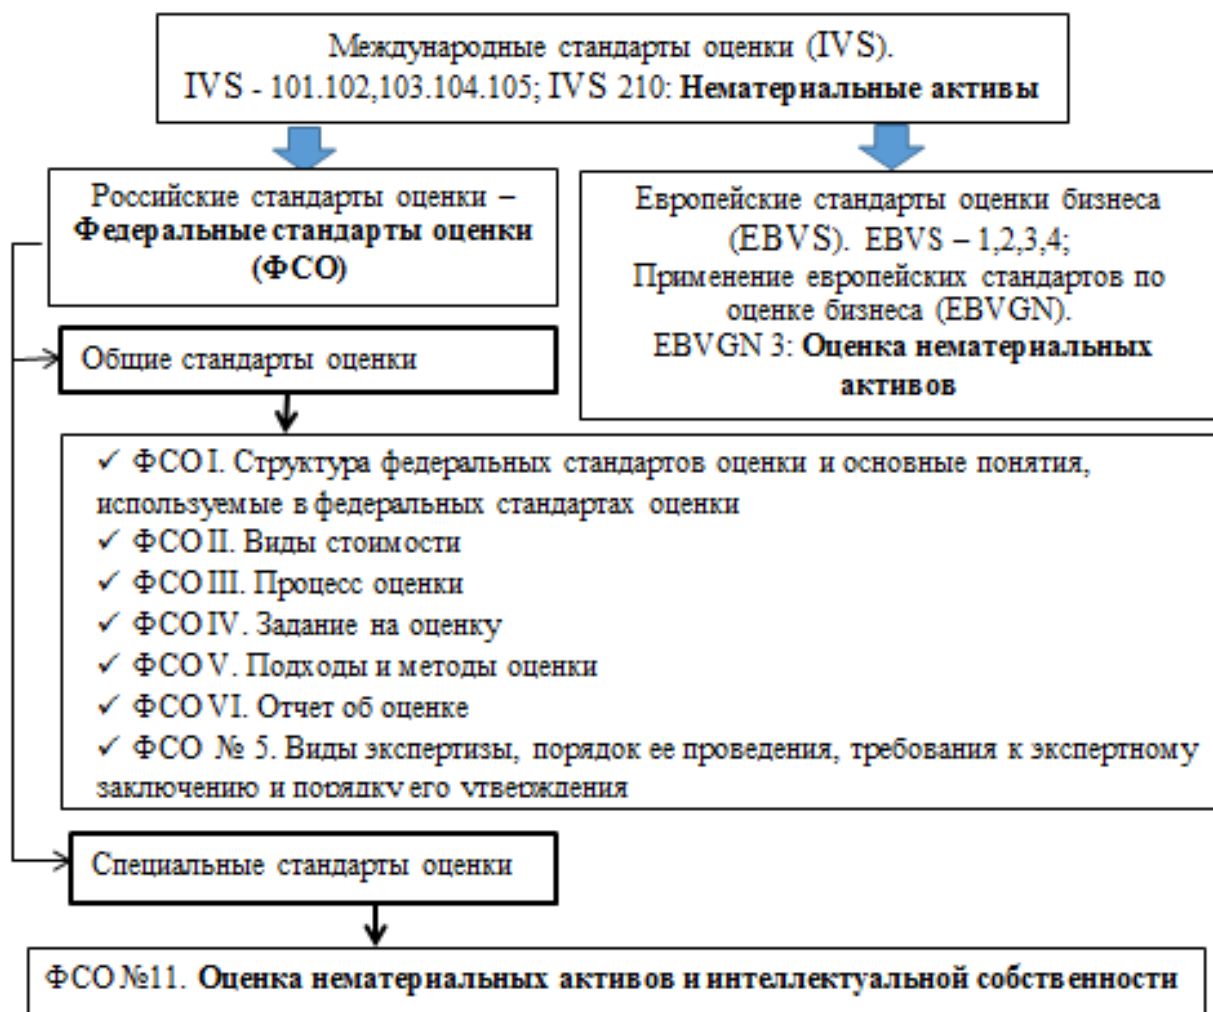 Международные стандарты оценки (IVS).
IVS - 101.102,103.104.105; IVS 210: Нематериальные активы
Российские стандарты оценки –
Федеральные стандарты оценки
(ФСО)
Европейские стандарты оценки бизнеса
(EBVS). EBVS – 1,2,3,4;
Применение европейских стандартов по
оценке бизнеса (EBVGN).
EBVGN 3: Оценка нематериальных
активов
Общие стандарты оценки
✓ ФСО I. Структура федеральных стандартов оценки и основные понятия,
используемые в федеральных стандартах оценки
✓ ФСО II. Виды стоимости
✓ ФСО III. Процесс оценки
✓ ФСО IV. Задание на оценку
✓ ФСО V. Подходы и методы оценки
✓ ФСО VI. Отчет об оценке
✓ ФСО № 5. Виды экспертизы, порядок ее проведения, требования к экспертному
заключению и порядку его утверждения
Специальные стандарты оценки
ФСО №11. Оценка нематериальных активов и интеллектуальной собственности